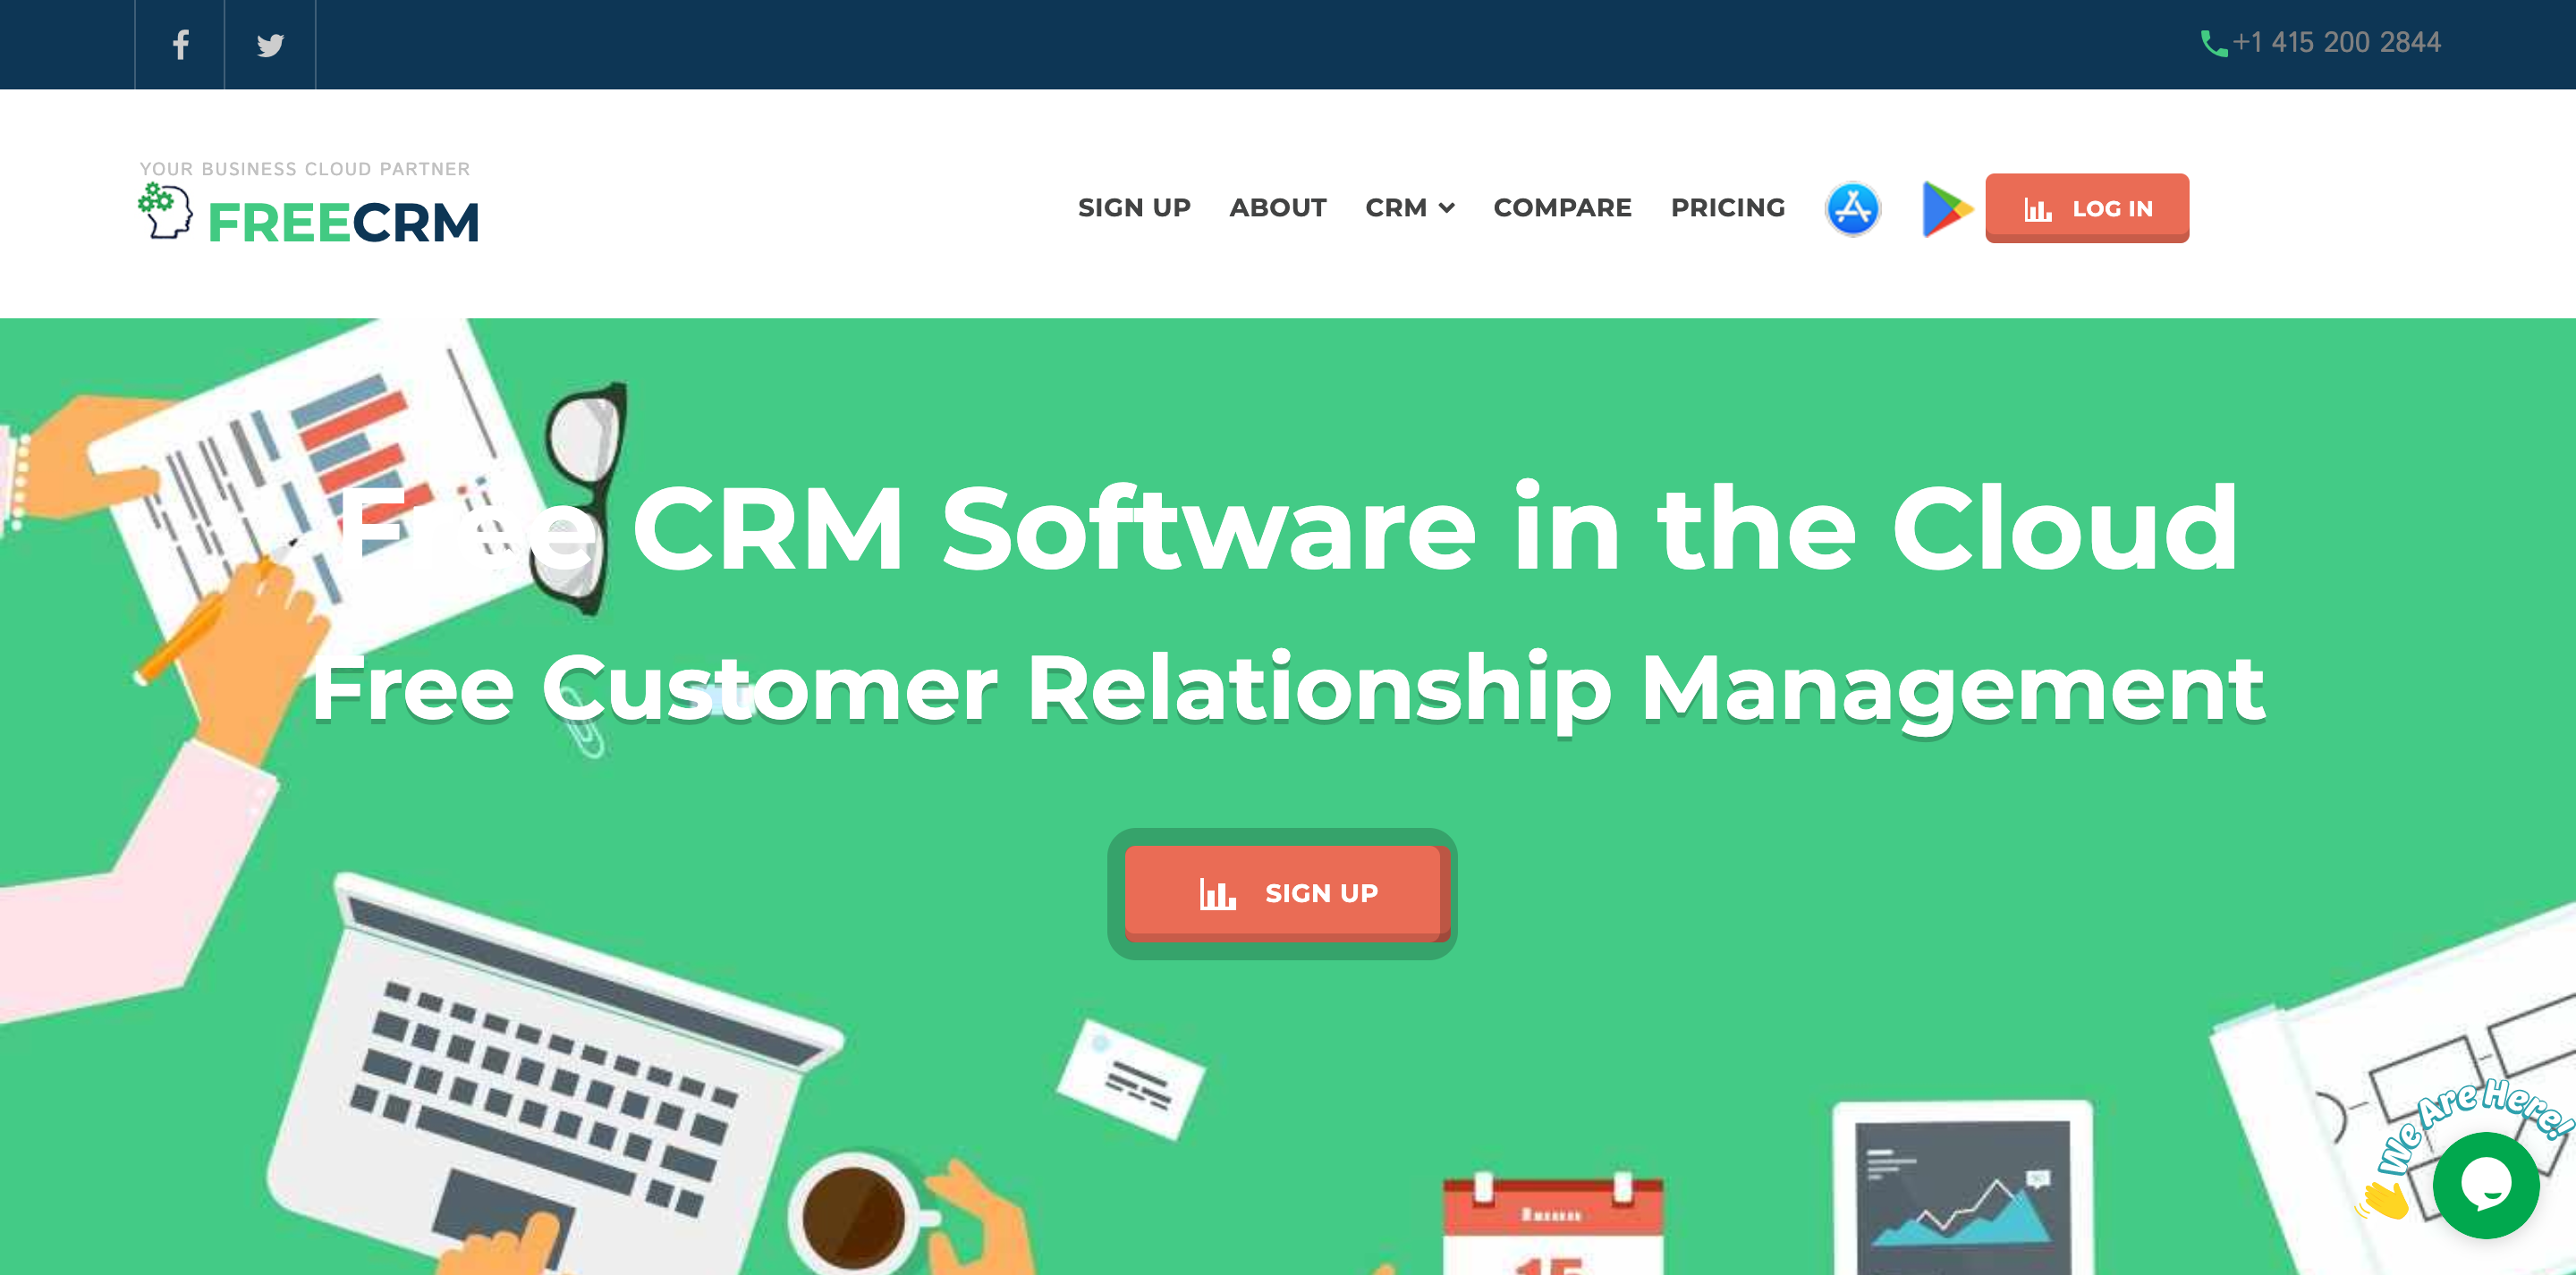 +1 415 200 2844
YOUR BUSINESS CLOUD PARTNER
FREECRM
SIGN UP ABOUT CRM COMPARE PRICING LOG IN
Free CRM Software in the Cloud
Free Customer Relationship Management
SIGN UP
We Are Here!
15